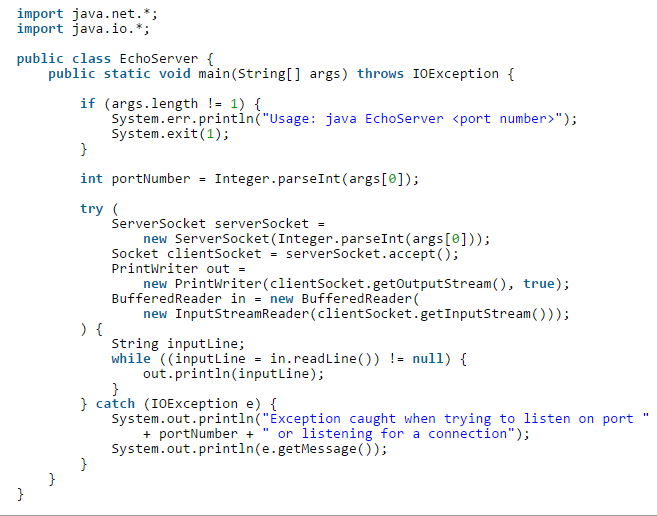 import java.net.*;
import java.io.*;

public class EchoServer {
    public static void main(String[] args) throws IOException {

        if (args.length != 1) {
            System.err.println("Usage: java EchoServer <port number>");
            System.exit(1);
        }

        int portNumber = Integer.parseInt(args[0]);

        try (
            ServerSocket serverSocket =
                new ServerSocket(Integer.parseInt(args[0]));
            Socket clientSocket = serverSocket.accept();
            PrintWriter out =
                new PrintWriter(clientSocket.getOutputStream(), true);
            BufferedReader in = new BufferedReader(
                new InputStreamReader(clientSocket.getInputStream()));
        ) {
            String inputLine;
            while ((inputLine = in.readLine()) != null) {
                out.println(inputLine);
            }
        } catch (IOException e) {
            System.out.println("Exception caught when trying to listen on port "
                + portNumber + " or listening for a connection");
            System.out.println(e.getMessage());
        }
    }
}